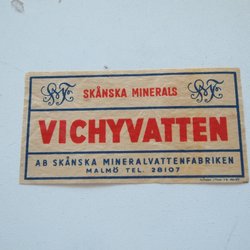 SKÅNSKA MINERALS
VICHYVATTEN
AB SKÅNSKA MINERALVATTENFABRIKEN
MALMÖ TEL. 28107